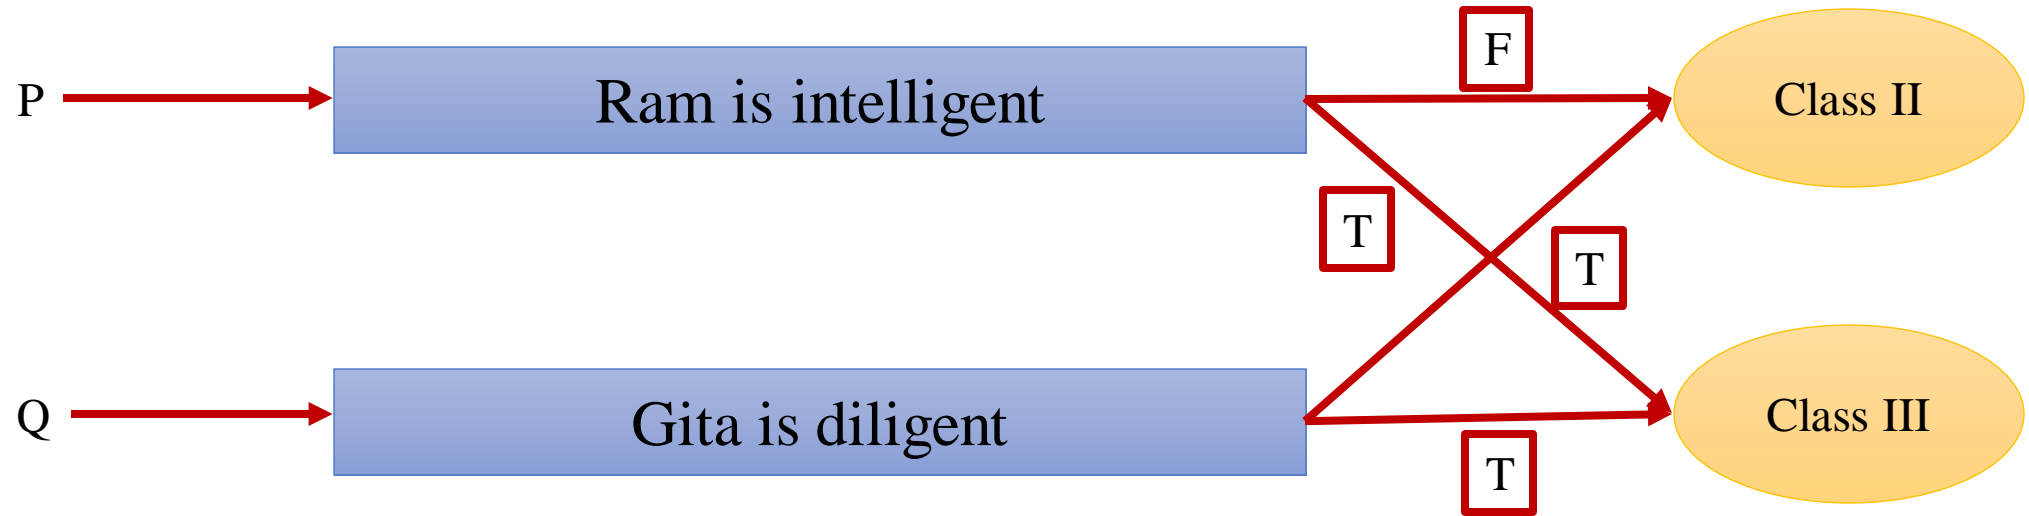 P
Ram is intelligent
F
Class II
T
T
Q
Gita is diligent
T
Class III